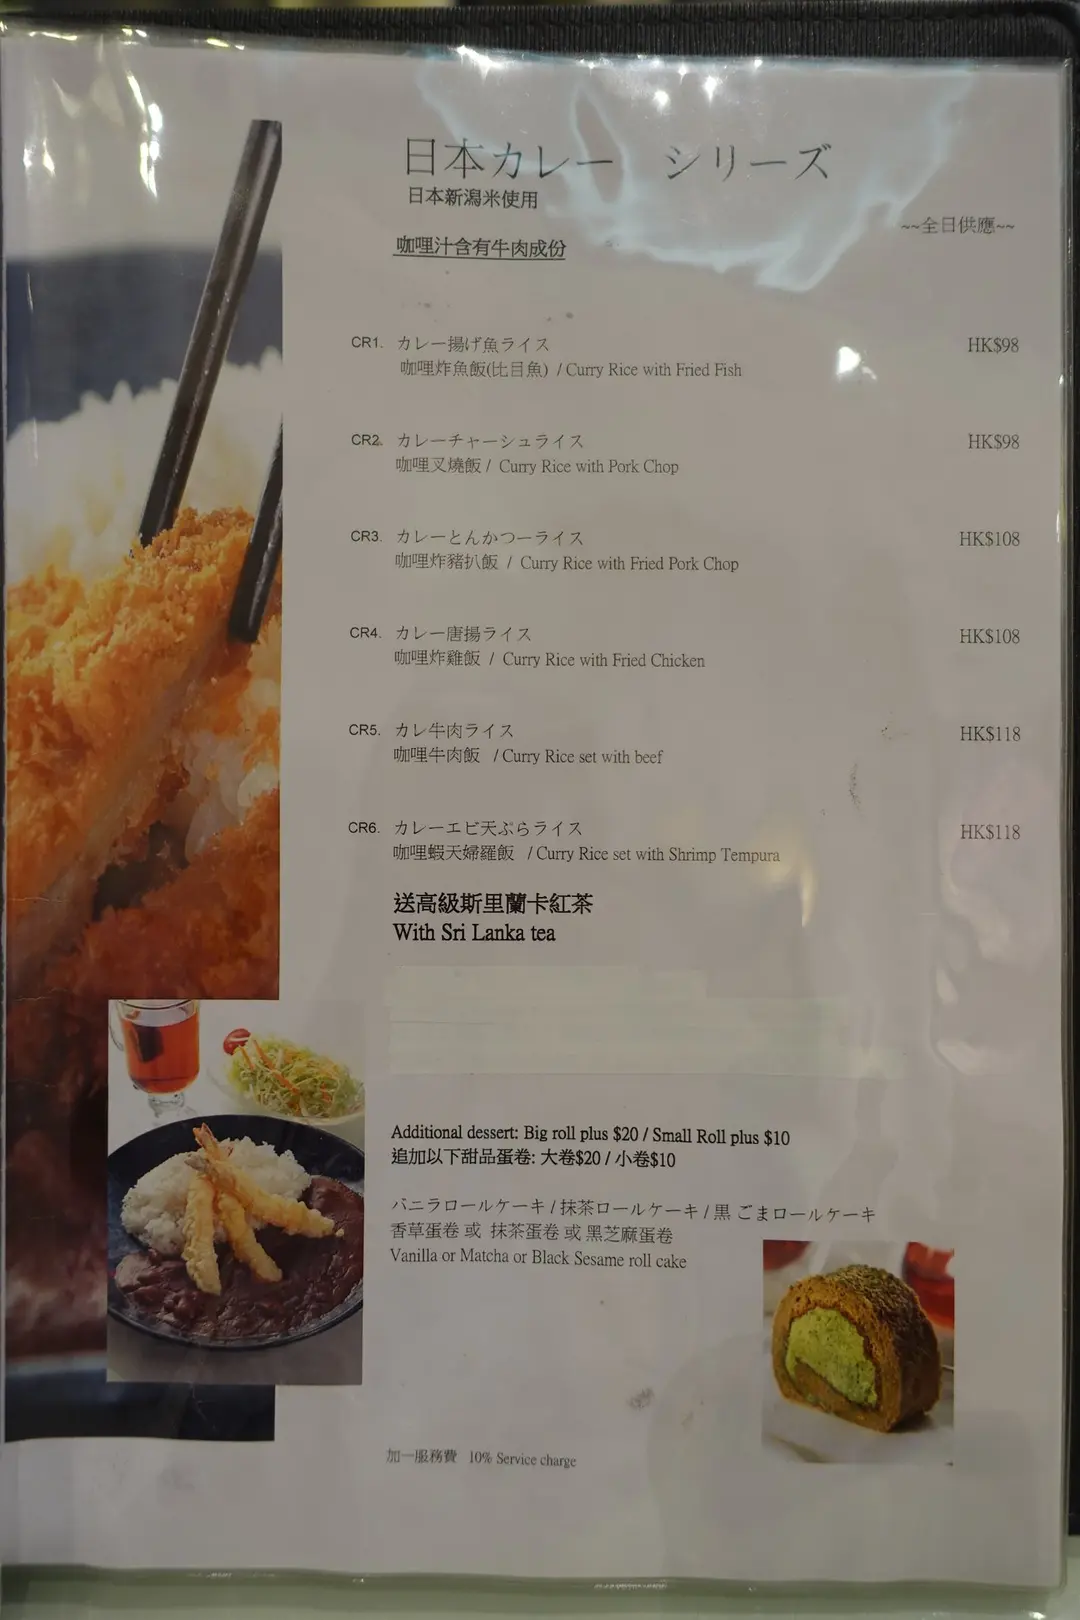 日本カレー　シリーズ
日本新潟米使用
~~全日供應~~
咖哩汁含有牛肉成份
CR1. カレー揚げ魚ライス HK$98
咖哩炸魚飯(比目魚) / Curry Rice with Fried Fish
CR2. カレーチャーシュライス HK$98
咖哩叉燒飯 / Curry Rice with Pork Chop
CR3. カレーとんかつーライス HK$108
咖哩炸豬扒飯 / Curry Rice with Fried Pork Chop
CR4. カレー唐揚ライス HK$108
咖哩炸雞飯 / Curry Rice with Fried Chicken
CR5. カレ牛肉ライス HK$118
咖哩牛肉飯 / Curry Rice set with beef
CR6. カレーエビ天ぷらライス HK$118
咖哩蝦天婦羅飯 / Curry Rice set with Shrimp Tempura
送高級斯里蘭卡紅茶
With Sri Lanka tea
Additional dessert: Big roll plus $20 / Small Roll plus $10
追加以下甜品蛋卷: 大卷$20 / 小卷$10
バニラロールケーキ / 抹茶ロールケーキ / 黒 ごまロールケーキ
香草蛋卷 或 抹茶蛋卷 或 黑芝麻蛋卷
Vanilla or Matcha or Black Sesame roll cake
加一服務費 10% Service charge